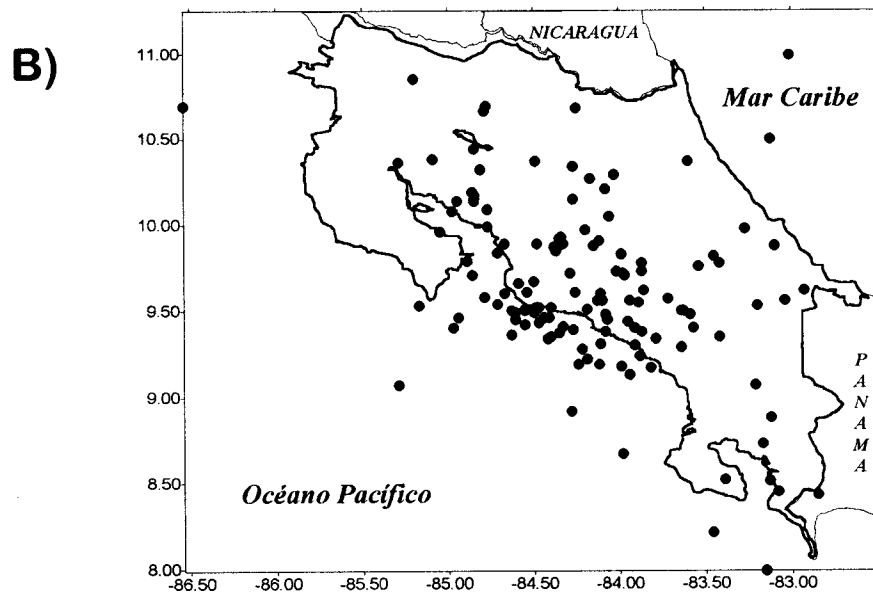 B)
NICARAGUA
Mar Caribe
Océano Pacífico
P
A
N
A
M
A
11.00
10.50
10.00
9.50
9.00
8.50
8.00
-86.50 -86.00 -85.50 -85.00 -84.50 -84.00 -83.50 -83.00